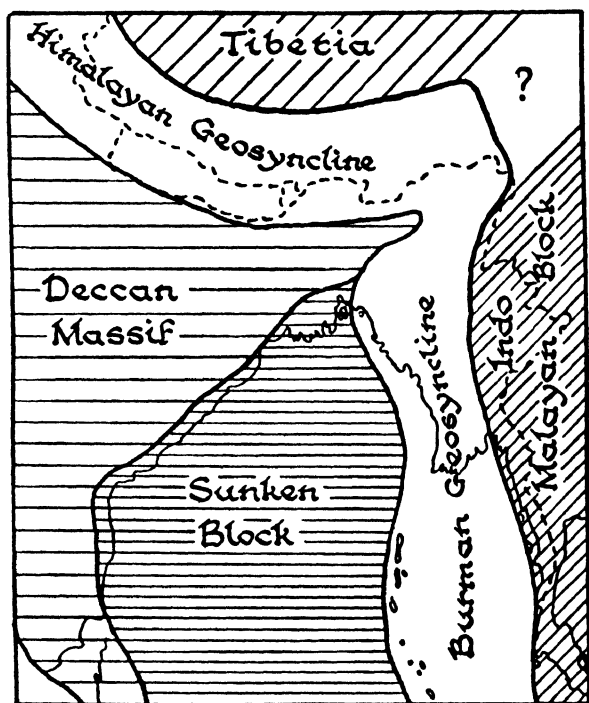 Tibetia
?
Himalayan Geosyncline
Deccan
Massif
Indo
Malayan
Block
Burman Geosyncline
Sunken
Block